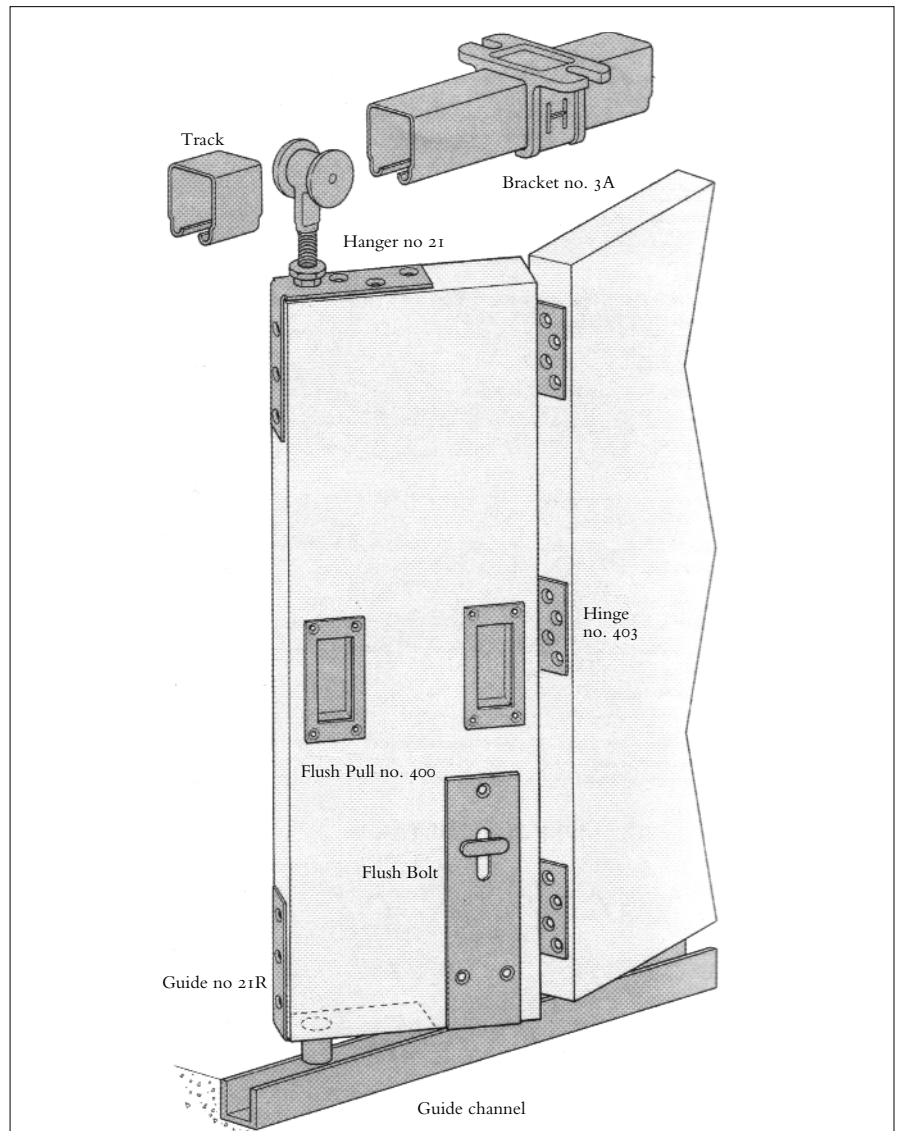 Track
H
Bracket no. 3A
Hanger no 21
Hinge
no. 403
Flush Pull no. 400
Flush Bolt
Guide no 21R
Guide channel